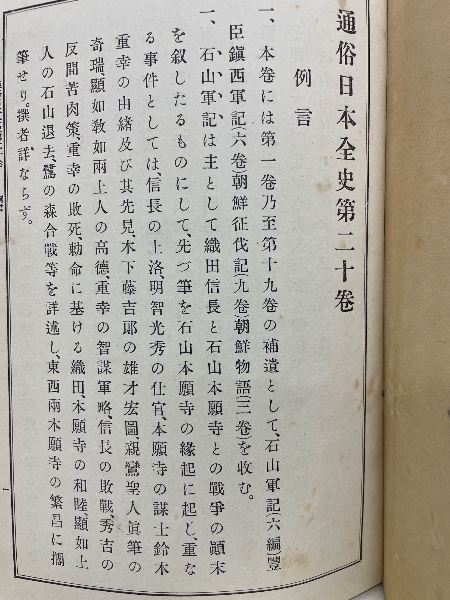 通俗日本全史第二十卷
例言
一、本卷には第一卷乃至第十九卷の補遺として、石山軍記(六編)豐
臣鎭西軍記(六卷)朝鮮征伐記(九卷)朝鮮物語(三卷)を收む。
一、石山軍記は主として織田信長と石山本願寺との戰爭の顚末
を叙したるものにして、先づ筆を石山本願寺の緣起に起し、重な
る事件としては、信長の上洛、明智光秀の仕官、本願寺の謀士鈴木
重幸の由緒及び其先見、木下藤吉郞の雄才宏圖、親鸞聖人眞筆の
奇瑞、顯如敎如兩上人の高德、重幸の智謀軍略、信長の敗戰、秀吉の
反間苦肉策、重幸の敗死、勅命に基ける織田、本願寺の和睦、顯如上
人の石山退去、鷺の森合戰等を詳述し、東西兩本願寺の繁昌に擱
筆せり。撰者詳ならず。
一